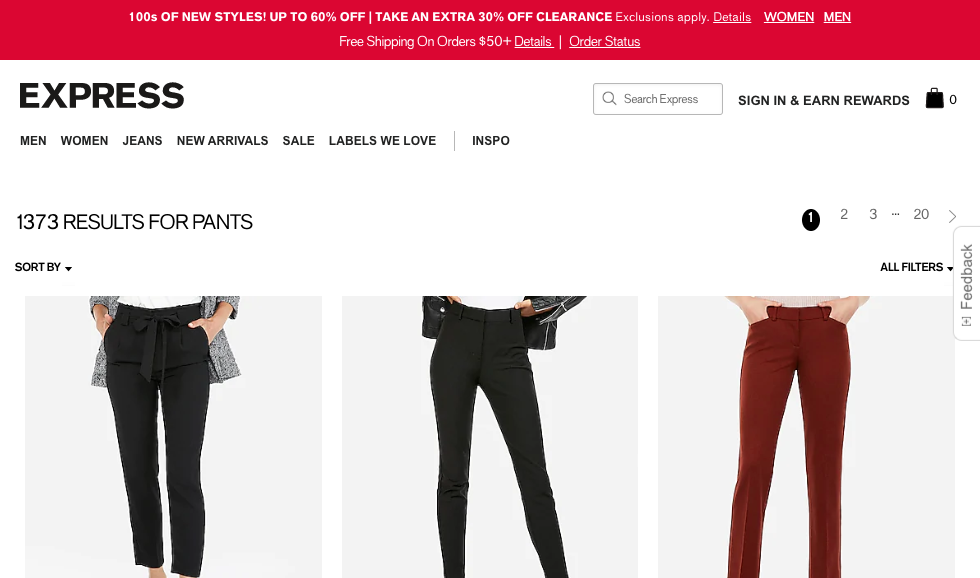 100s OF NEW STYLES! UP TO 60% OFF | TAKE AN EXTRA 30% OFF CLEARANCE Exclusions apply. Details WOMEN MEN
Free Shipping On Orders $50+ Details | Order Status
EXPRESS
Search Express
SIGN IN & EARN REWARDS
0
MEN WOMEN JEANS NEW ARRIVALS SALE LABELS WE LOVE | INSPO
1373 RESULTS FOR PANTS
1 2 3 ... 20
SORT BY
ALL FILTERS
[+] Feedback